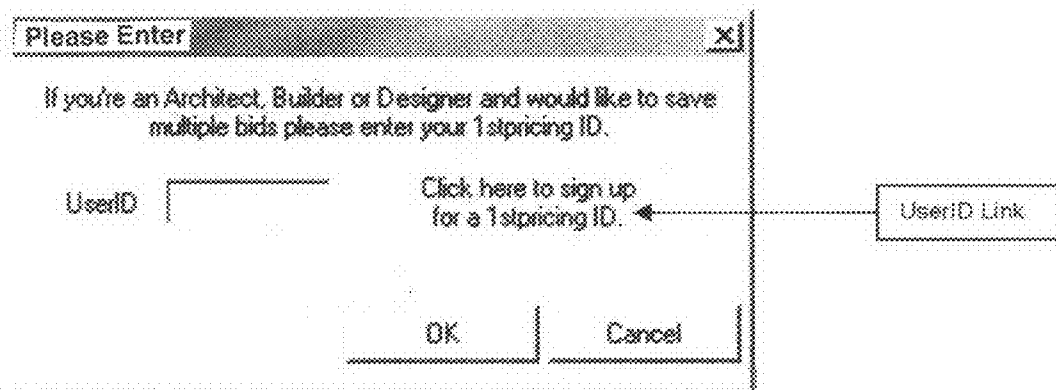 Please Enter
If you're an Architect, Builder or Designer and would like to save
multiple bids please enter your 1stpricing ID.
UserID
Click here to sign up
for a 1stpricing ID.
UserID Link
OK
Cancel